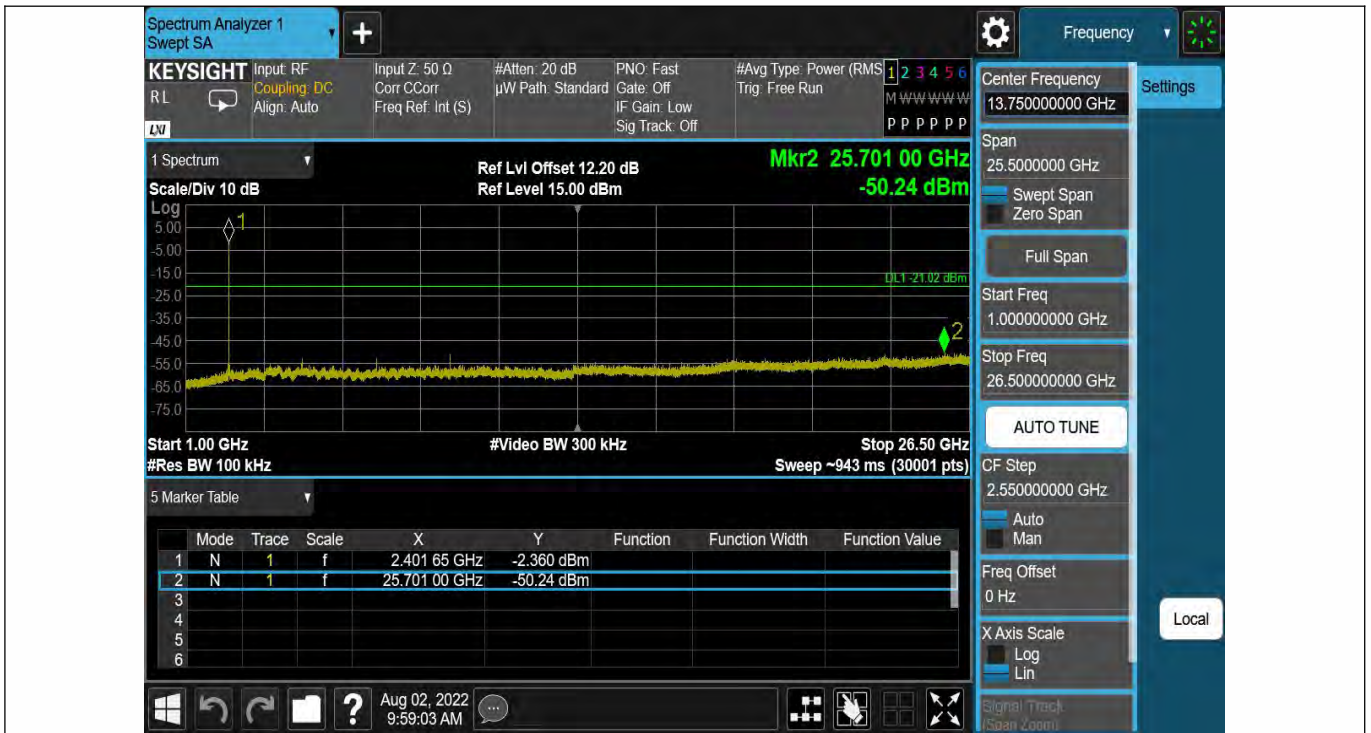 Spectrum Analyzer 1
Swept SA
+
Frequency
KEYSIGHT
RL
LXI
Input: RF
Coupling: DC
Align: Auto
Input Z: 50 Ω
Corr CCorr
Freq Ref: Int (S)
#Atten: 20 dB
µW Path: Standard
PNO: Fast
Gate: Off
IF Gain: Low
Sig Track: Off
#Avg Type: Power (RMS
Trig: Free Run
1 2 3 4 5 6
M W W W W W
P P P P P P
1 Spectrum
Scale/Div 10 dB
Ref Lvl Offset 12.20 dB
Ref Level 15.00 dBm
Mkr2 25.701 00 GHz
-50.24 dBm
Log
5.00
-5.00
-15.0
-25.0
-35.0
-45.0
-55.0
-65.0
-75.0
1
DL1 -21.02 dBm
2
Start 1.00 GHz
#Video BW 300 kHz
Stop 26.50 GHz
#Res BW 100 kHz
Sweep ~943 ms (30001 pts)
5 Marker Table
Mode Trace Scale X Y Function Function Width Function Value
1 N 1 f 2.401 65 GHz -2.360 dBm
2 N 1 f 25.701 00 GHz -50.24 dBm
3
4
5
6
?
Aug 02, 2022
9:59:03 AM
Center Frequency
13.750000000 GHz
Settings
Span
25.5000000 GHz
Swept Span
Zero Span
Full Span
Start Freq
1.000000000 GHz
Stop Freq
26.500000000 GHz
AUTO TUNE
CF Step
2.550000000 GHz
Auto
Man
Freq Offset
0 Hz
X Axis Scale
Log
Lin
Local
Signal Track
(Span Zoom)